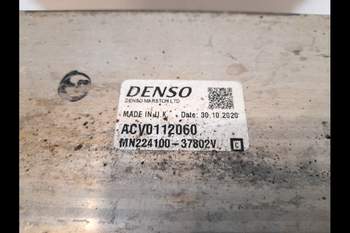 DENSO
DENSO MARSTON LTD
MADE IN U.K. Date: 30.10.2020
ACV0112060
MN224100-37802V